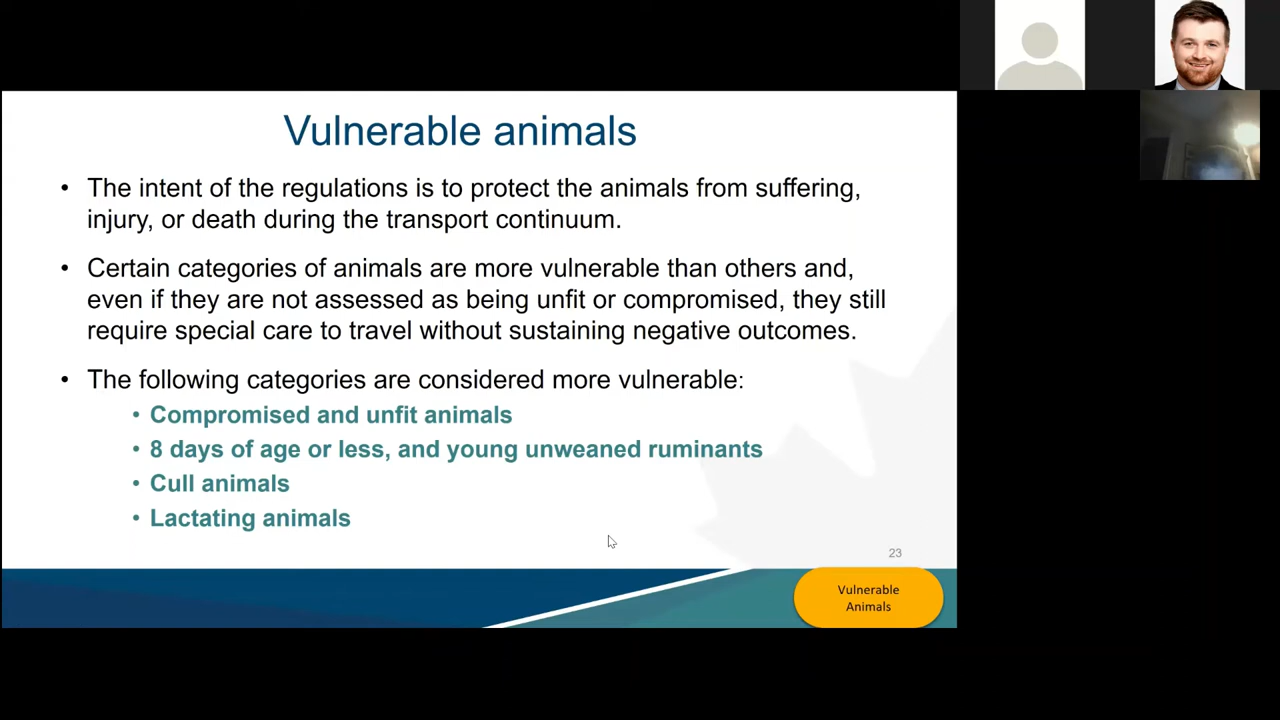 Vulnerable animals
• The intent of the regulations is to protect the animals from suffering,
injury, or death during the transport continuum.
• Certain categories of animals are more vulnerable than others and,
even if they are not assessed as being unfit or compromised, they still
require special care to travel without sustaining negative outcomes.
• The following categories are considered more vulnerable:
• Compromised and unfit animals
• 8 days of age or less, and young unweaned ruminants
• Cull animals
• Lactating animals
23
Vulnerable
Animals